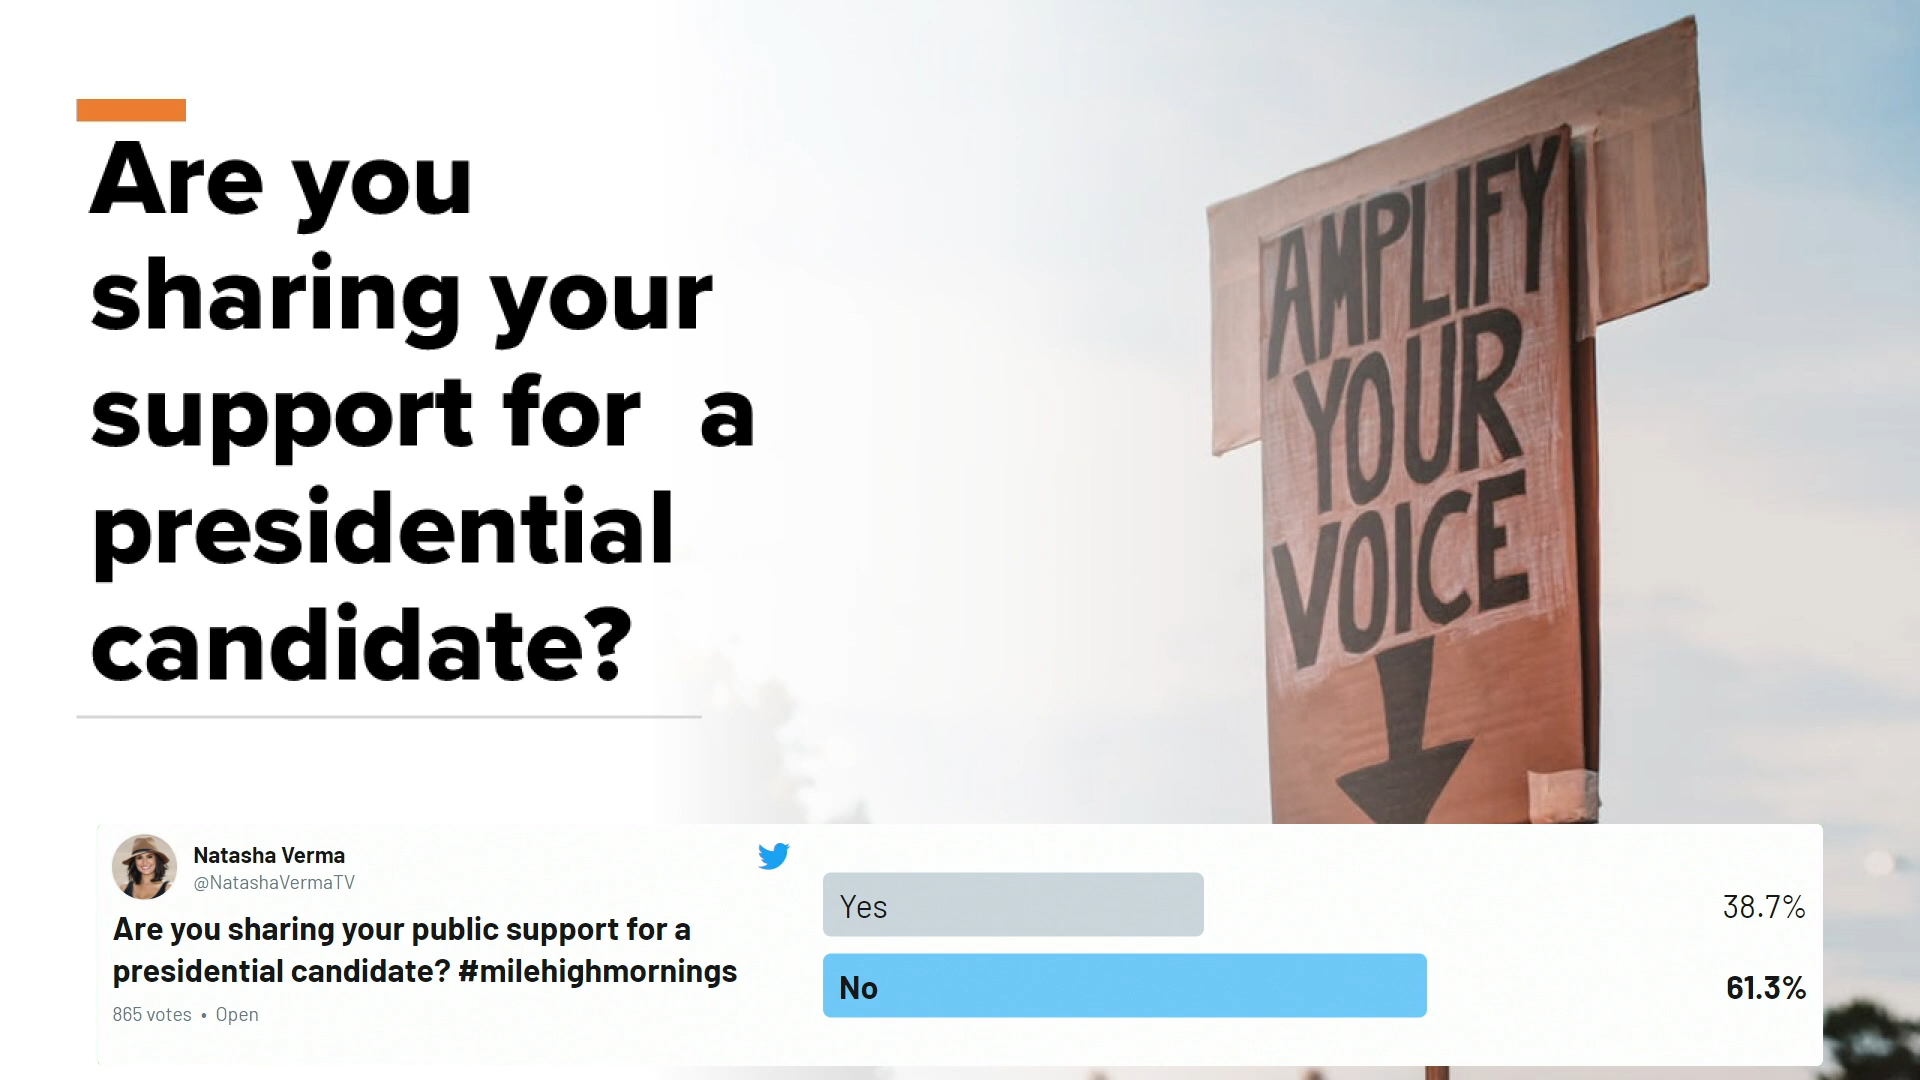 Are you
sharing your
support for a
presidential
candidate?
AMPLIFY
YOUR
VOICE
Natasha Verma
@NatashaVermaTV
Are you sharing your public support for a
presidential candidate? #milehighmornings
865 votes • Open
Yes 38.7%
No 61.3%